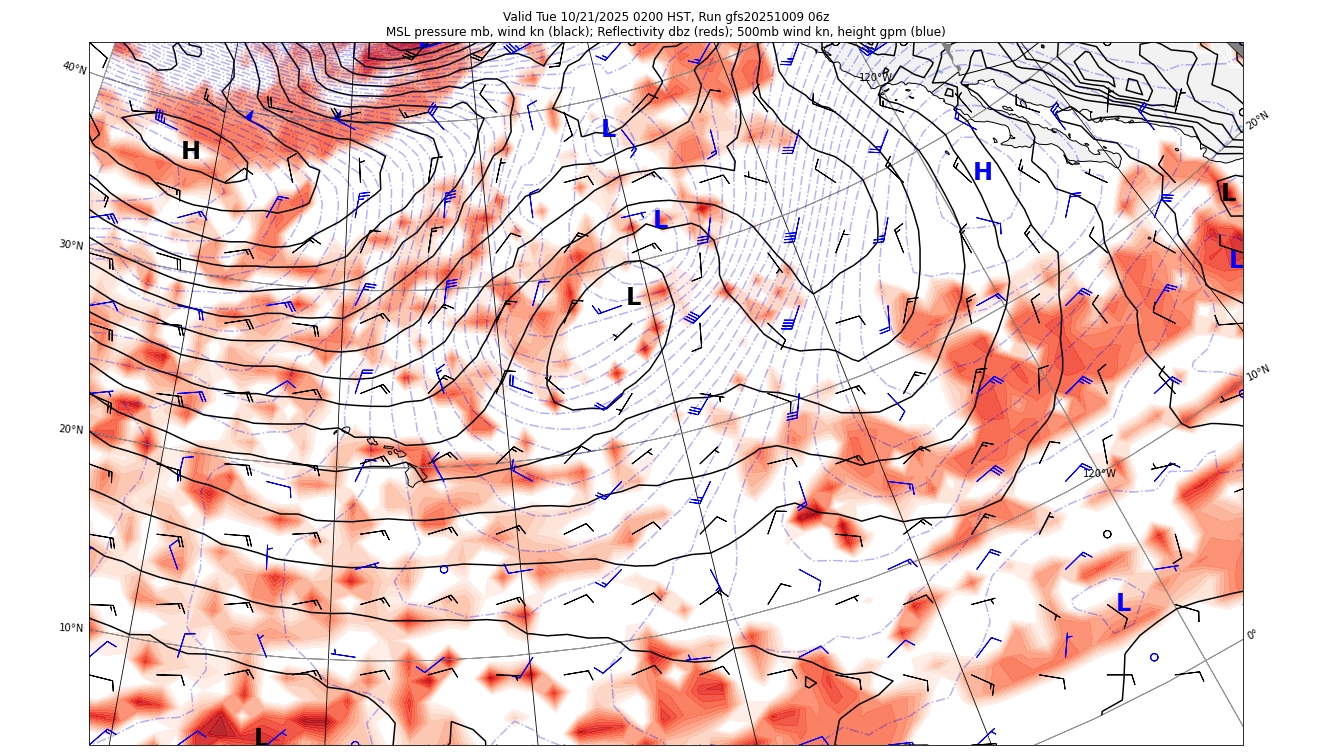 Valid Tue 10/21/2025 0200 HST, Run gfs20251009 06z
MSL pressure mb, wind kn (black); Reflectivity dbz (reds); 500mb wind kn, height gpm (blue)
40°N
120°W
20°N
L
H
H
L
L
30°N
L
L
10°N
20°N
120°W
L
10°N
0°
L